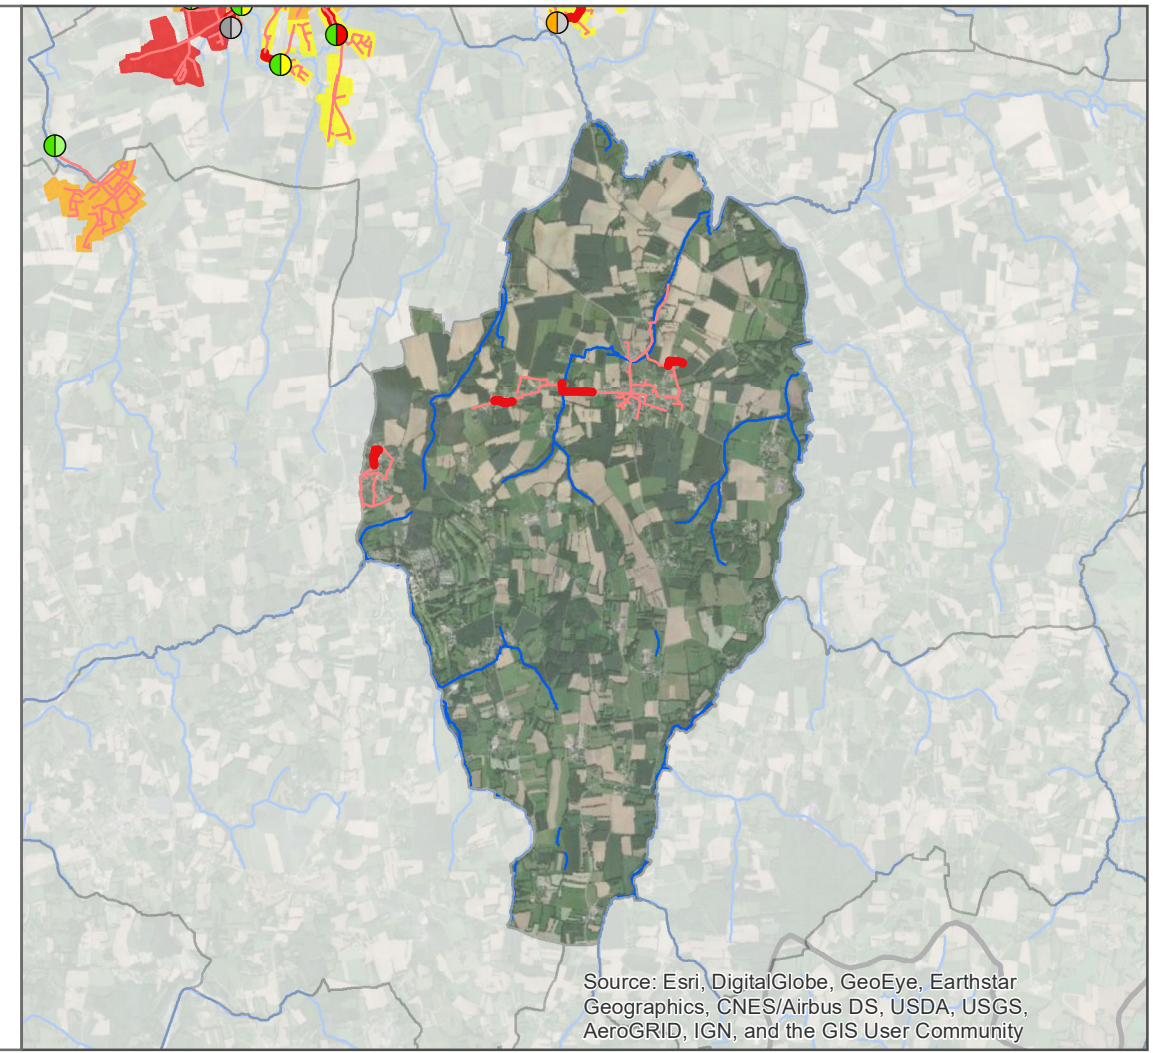 Source: Esri, DigitalGlobe, GeoEye, Earthstar
Geographics, CNES/Airbus DS, USDA, USGS,
AeroGRID, IGN, and the GIS User Community